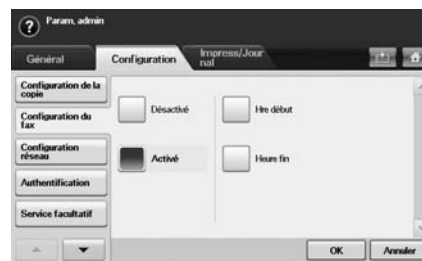 ? Param. admin
Général
Configuration
Impress/Jour
nal
Configuration de la
copie
Configuration du
fax
Configuration
réseau
Authentification
Service facultatif
Désactivé
Activé
Hre début
Heure fin
OK
Annuler